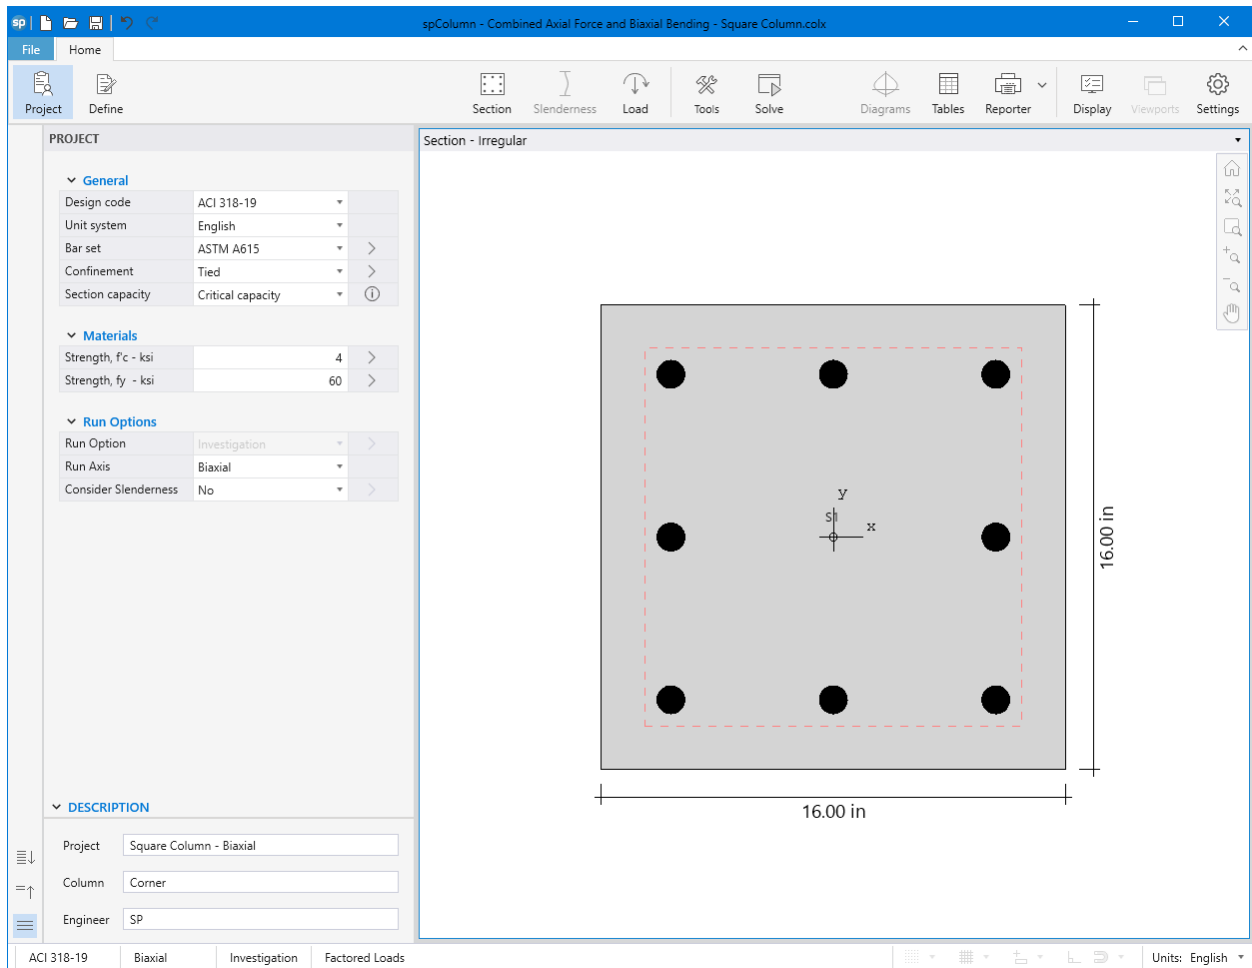 sp
spColumn - Combined Axial Force and Biaxial Bending - Square Column.colx
File Home
Project Define Section Slenderness Load Tools Solve Diagrams Tables Reporter Display Viewports Settings
PROJECT
Section - Irregular
General
Design code ACI 318-19
Unit system English
Bar set ASTM A615
Confinement Tied
Section capacity Critical capacity
Materials
Strength, f'c - ksi 4
Strength, fy - ksi 60
Run Options
Run Option Investigation
Run Axis Biaxial
Consider Slenderness No
y
S1
x
16.00 in
16.00 in
DESCRIPTION
Project Square Column - Biaxial
Column Corner
Engineer SP
ACI 318-19 Biaxial Investigation Factored Loads Units: English